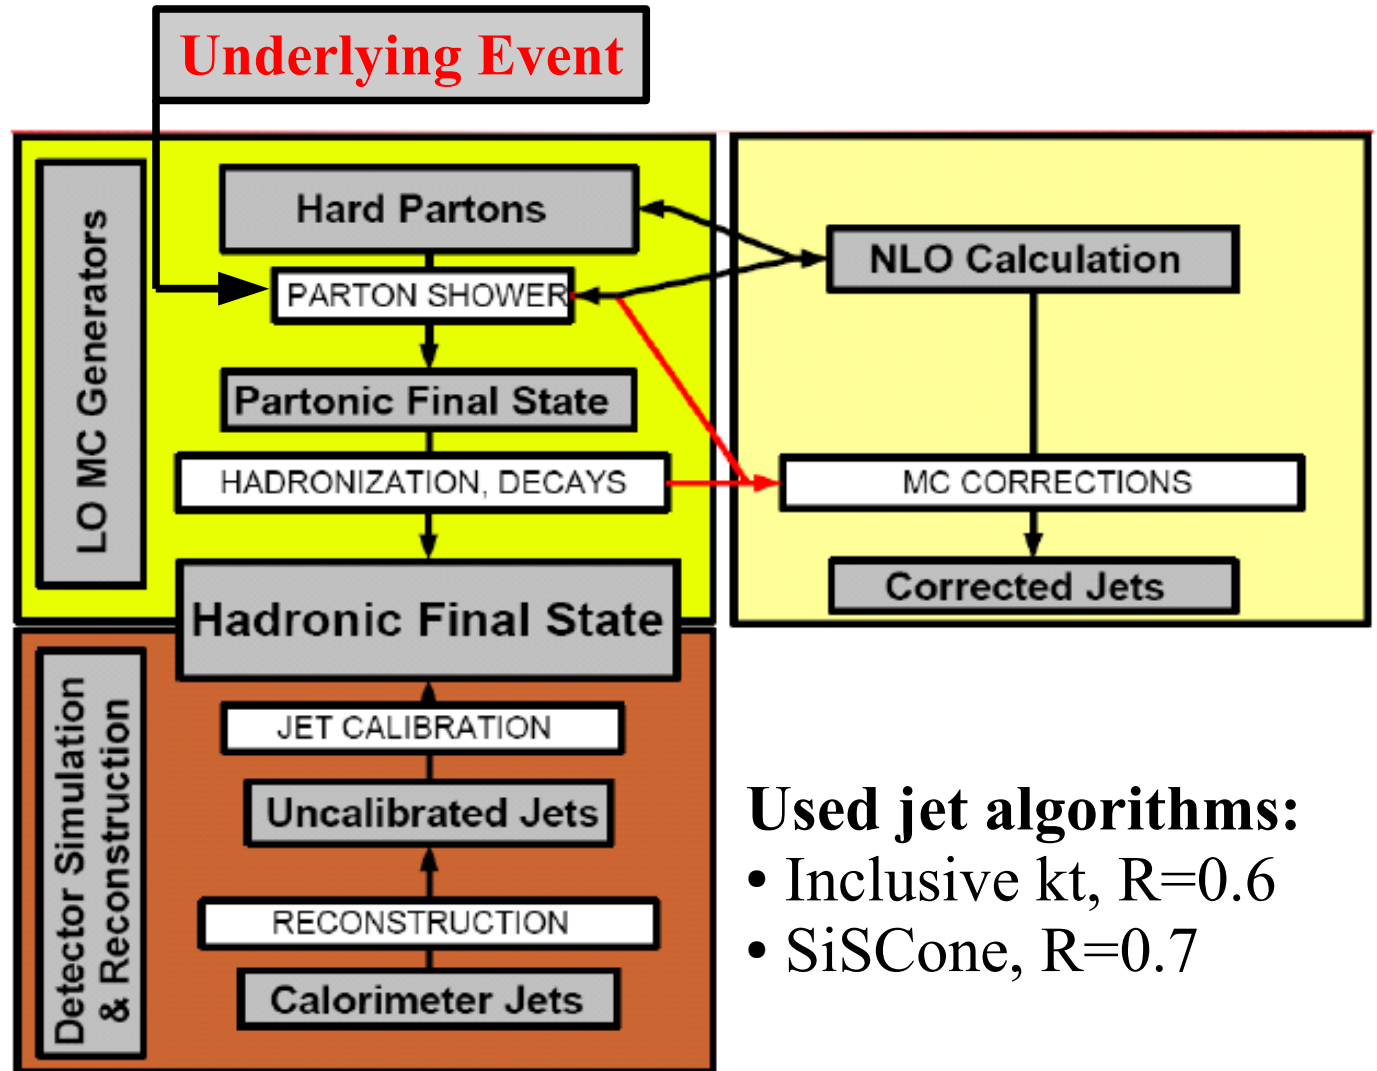 Underlying Event
LO MC Generators
Hard Partons
PARTON SHOWER
Partonic Final State
HADRONIZATION, DECAYS
Hadronic Final State
NLO Calculation
MC CORRECTIONS
Corrected Jets
Detector Simulation
& Reconstruction
JET CALIBRATION
Uncalibrated Jets
RECONSTRUCTION
Calorimeter Jets
Used jet algorithms:
• Inclusive kt, R=0.6
• SiSCone, R=0.7